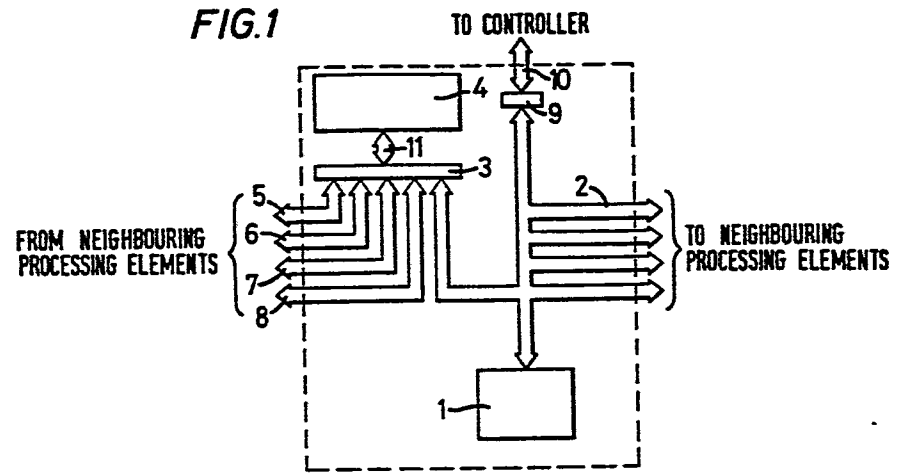 FIG.1
TO CONTROLLER
10
4
9
11
3
2
5
6
7
8
FROM NEIGHBOURING
PROCESSING ELEMENTS
TO NEIGHBOURING
PROCESSING ELEMENTS
1